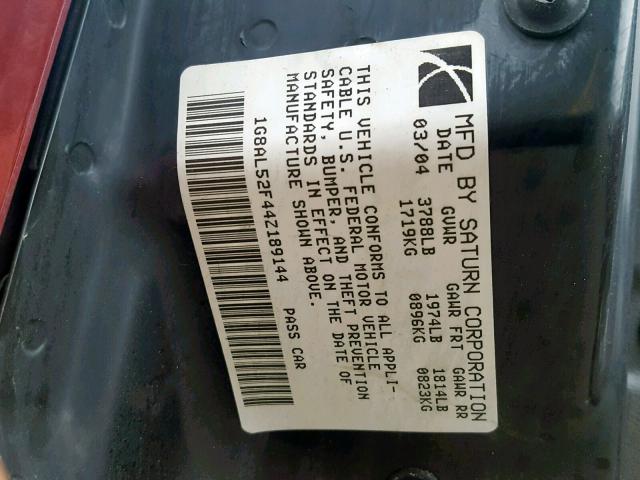 MFD BY SATURN CORPORATION
DATE GVWR GAWR FRT GAWR RR
03/04 3788LB 1974LB 1814LB
1719KG 0896KG 0823KG
THIS VEHICLE CONFORMS TO ALL APPLI-
CABLE U.S. FEDERAL MOTOR VEHICLE
SAFETY, BUMPER, AND THEFT PREVENTION
STANDARDS IN EFFECT ON THE DATE OF
MANUFACTURE SHOWN ABOVE.
1G8AL52F44Z189144 PASS CAR